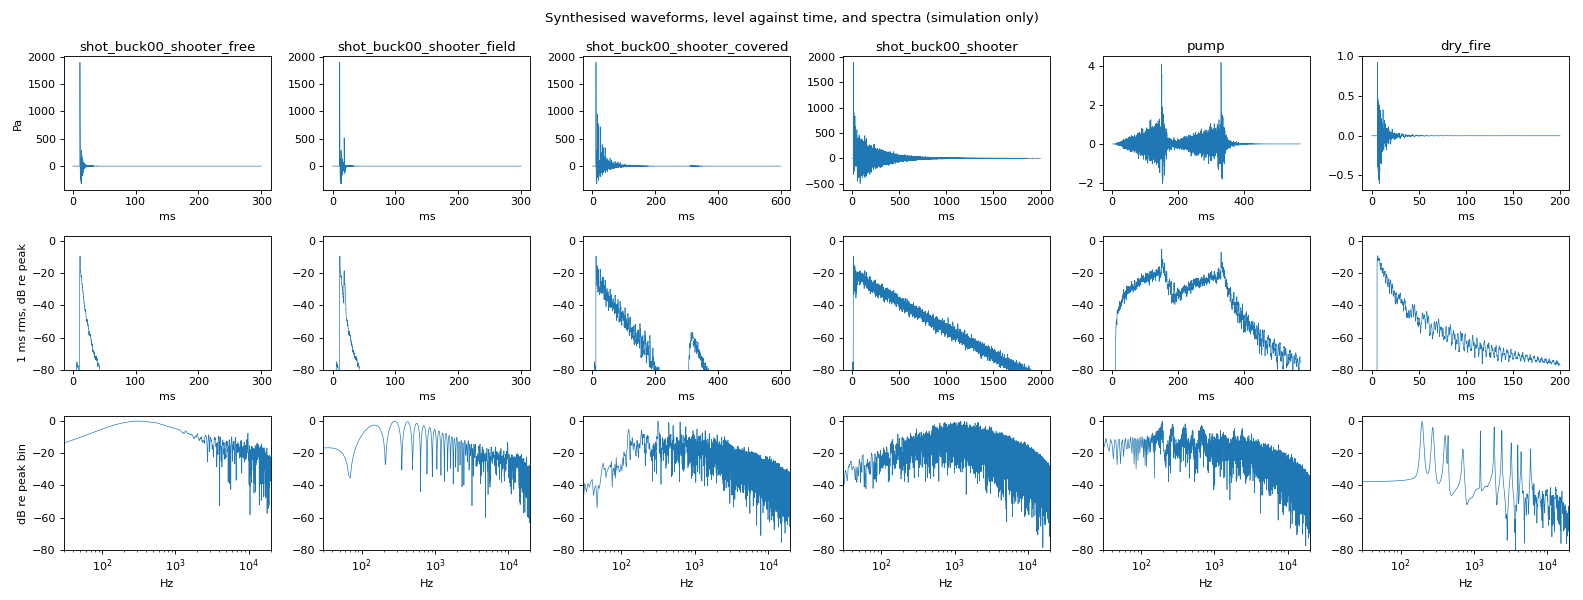 Synthesised waveforms, level against time, and spectra (simulation only)
shot_buck00_shooter_free shot_buck00_shooter_field shot_buck00_shooter_covered shot_buck00_shooter pump dry_fire
Pa
2000 1500 1000 500 0
0 100 200 300
ms
2000 1500 1000 500 0
0 100 200 300
ms
2000 1500 1000 500 0
0 200 400 600
ms
2000 1500 1000 500 0 −500
0 500 1000 1500 2000
ms
4 2 0 −2
0 200 400
ms
1.0 0.5 0.0 −0.5
0 50 100 150 200
ms
1 ms rms, dB re peak
0 −20 −40 −60 −80
0 100 200 300
ms
0 −20 −40 −60 −80
0 100 200 300
ms
0 −20 −40 −60 −80
0 200 400 600
ms
0 −20 −40 −60 −80
0 500 1000 1500 2000
ms
0 −20 −40 −60 −80
0 200 400
ms
0 −20 −40 −60 −80
0 50 100 150 200
ms
dB re peak bin
0 −20 −40 −60 −80
10² 10³ 10⁴
Hz
0 −20 −40 −60 −80
10² 10³ 10⁴
Hz
0 −20 −40 −60 −80
10² 10³ 10⁴
Hz
0 −20 −40 −60 −80
10² 10³ 10⁴
Hz
0 −20 −40 −60 −80
10² 10³ 10⁴
Hz
0 −20 −40 −60 −80
10² 10³ 10⁴
Hz